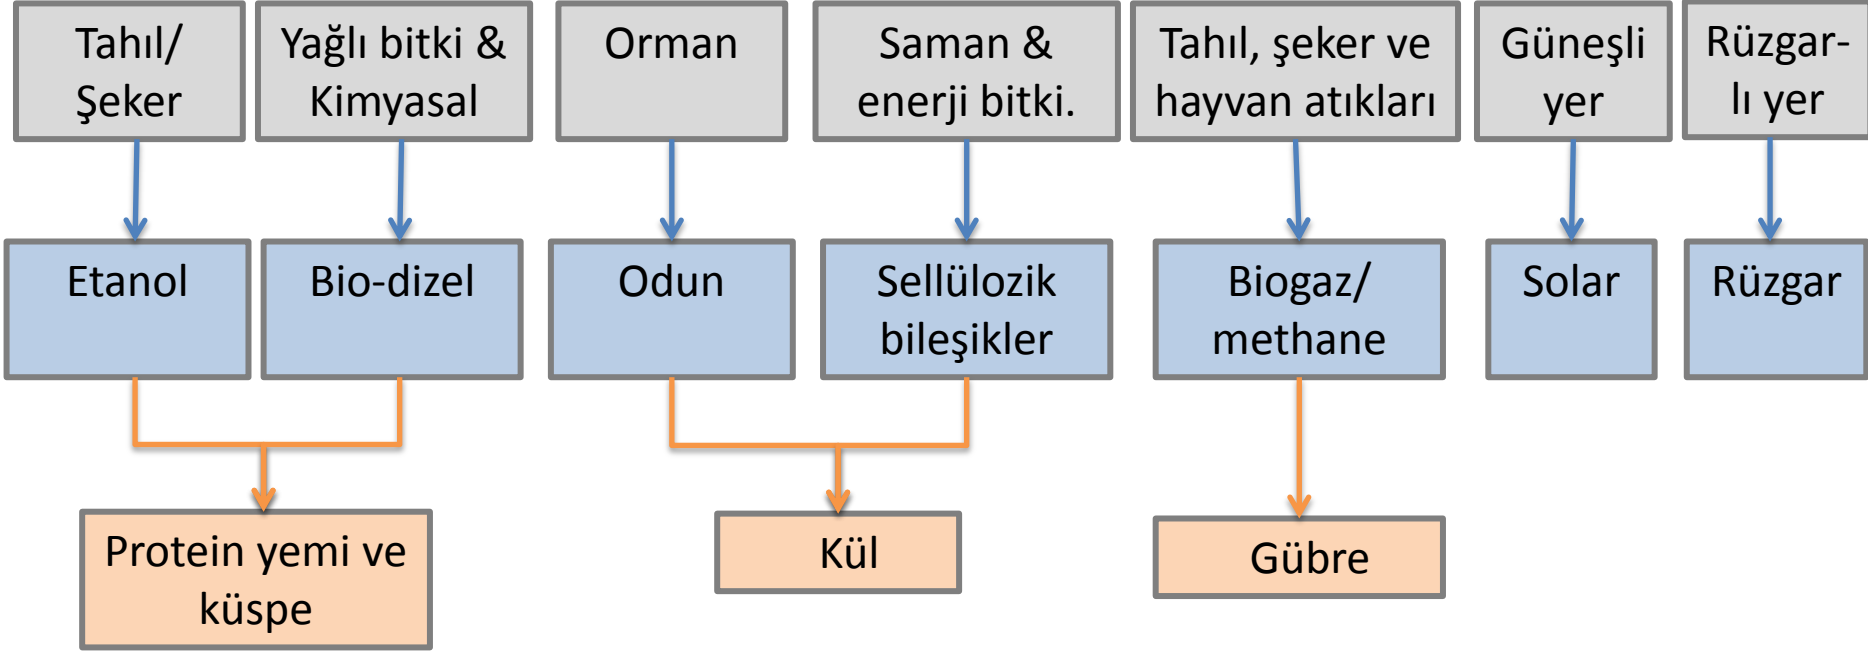 Tahıl/
Şeker
Yağlı bitki &
Kimyasal
Orman
Saman &
enerji bitki.
Tahıl, şeker ve
hayvan atıkları
Güneşli
yer
Rüzgar-
lı yer
Etanol
Bio-dizel
Odun
Sellülozik
bileşikler
Biogaz/
methane
Solar
Rüzgar
Protein yemi ve
küspe
Kül
Gübre